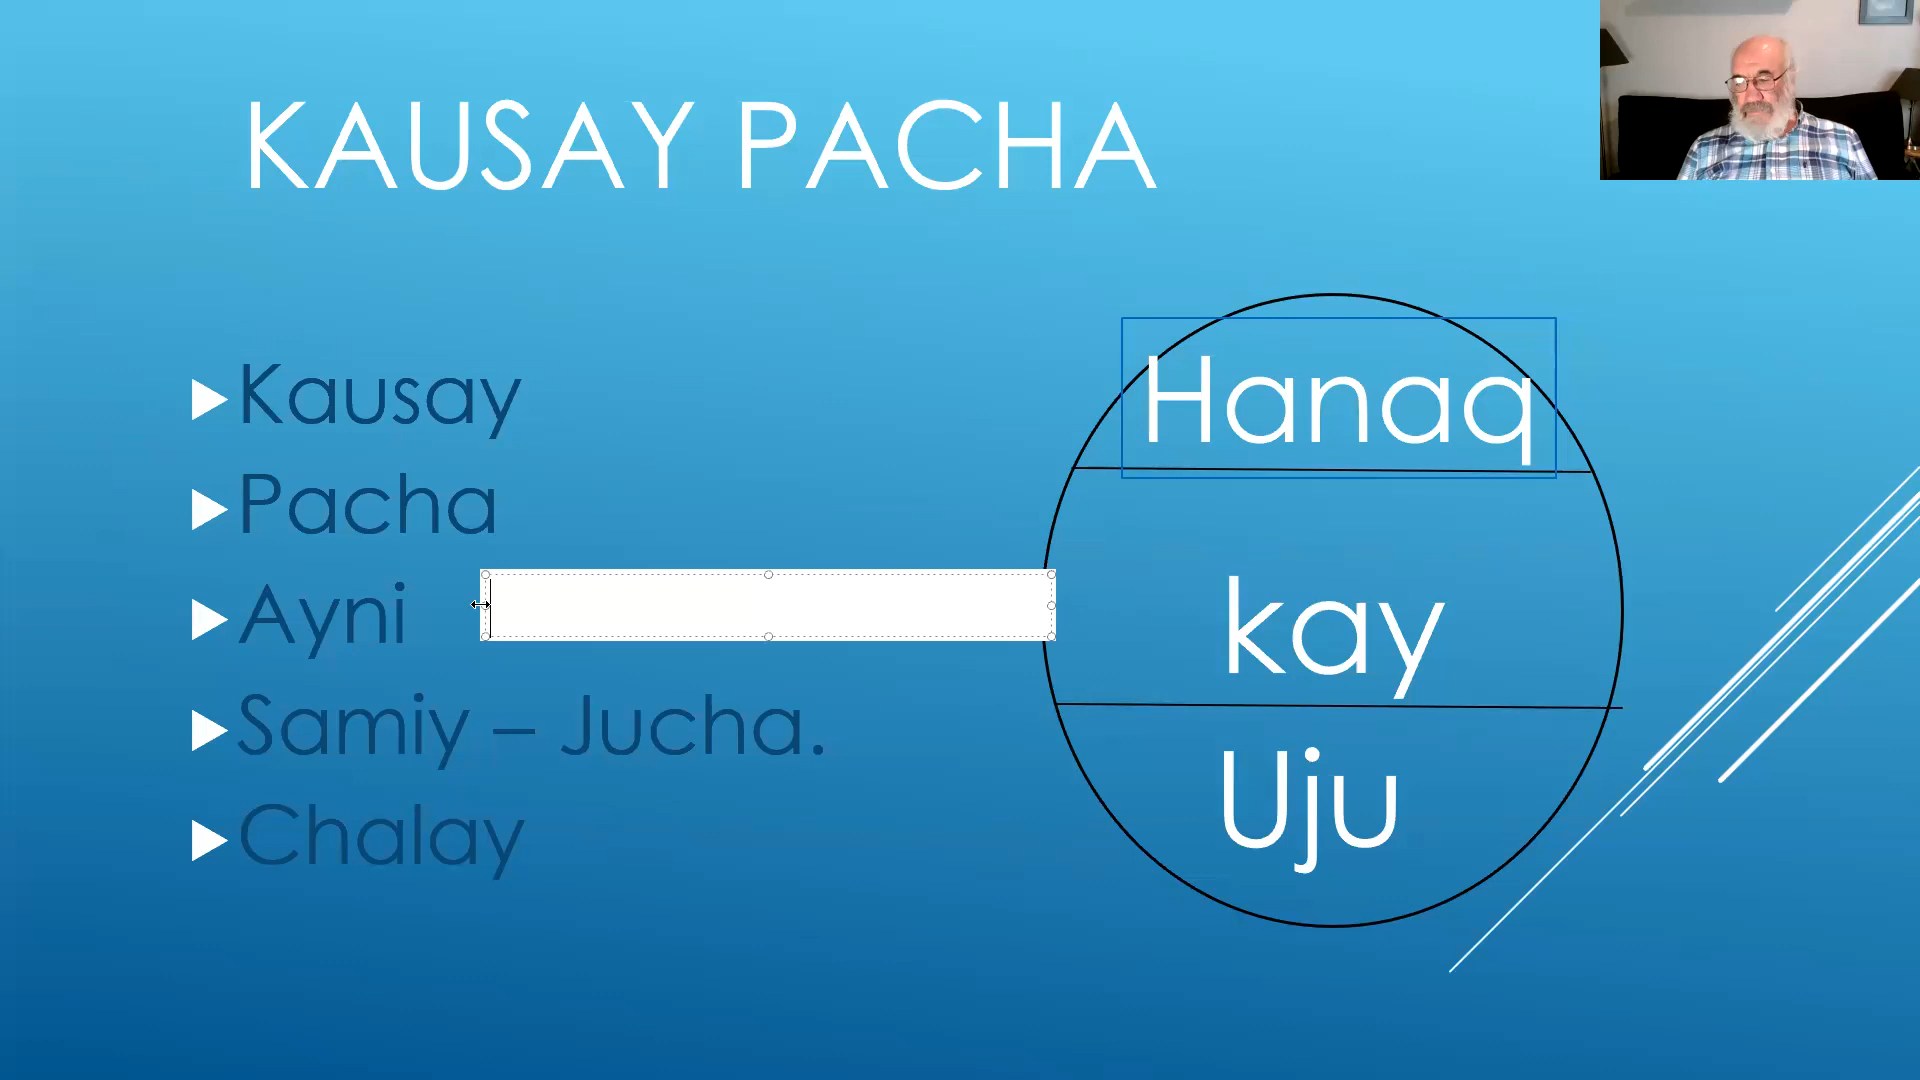 KAUSAY PACHA
Kausay
Pacha
Ayni
Samiy – Jucha.
Chalay
Hanaq
kay
Uju